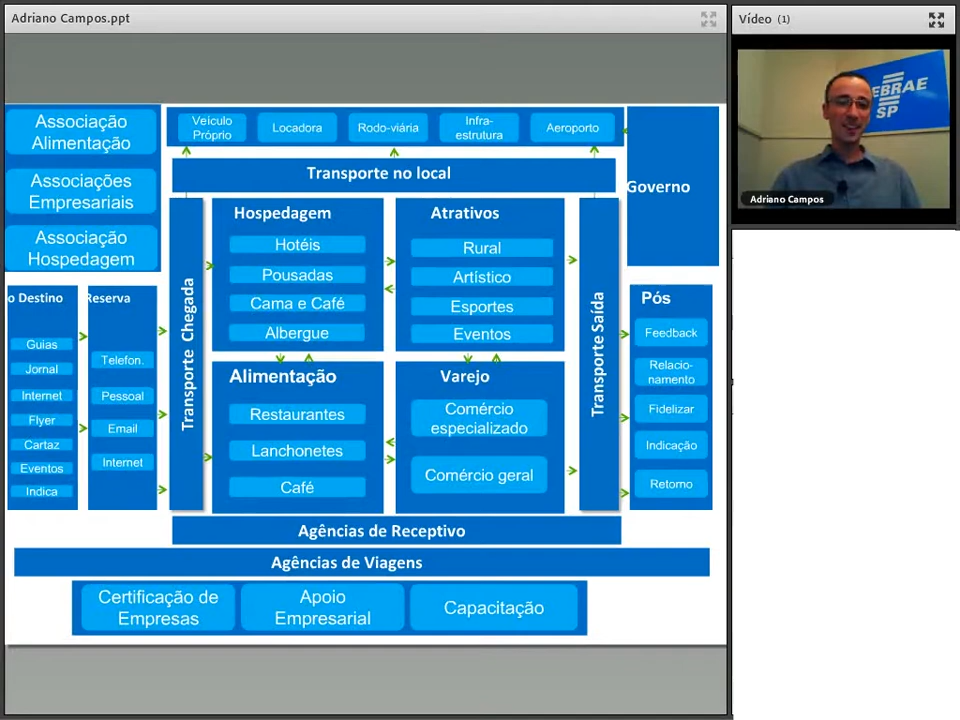 Adriano Campos.ppt
Vídeo (1)
EBRAE
SP
Adriano Campos
Associação
Alimentação
Associações
Empresariais
Associação
Hospedagem
Veículo
Próprio
Locadora
Rodo-viária
Infra-
estrutura
Aeroporto
Transporte no local
Governo
o Destino
Guias
Jornal
Internet
Flyer
Cartaz
Eventos
Indica
Reserva
Telefon.
Pessoal
Email
Internet
Transporte Chegada
Hospedagem
Hotéis
Pousadas
Cama e Café
Albergue
Atrativos
Rural
Artístico
Esportes
Eventos
Alimentação
Restaurantes
Lanchonetes
Café
Varejo
Comércio
especializado
Comércio geral
Transporte Saída
Pós
Feedback
Relacio-
namento
Fidelizar
Indicação
Retorno
Agências de Receptivo
Agências de Viagens
Certificação de
Empresas
Apoio
Empresarial
Capacitação